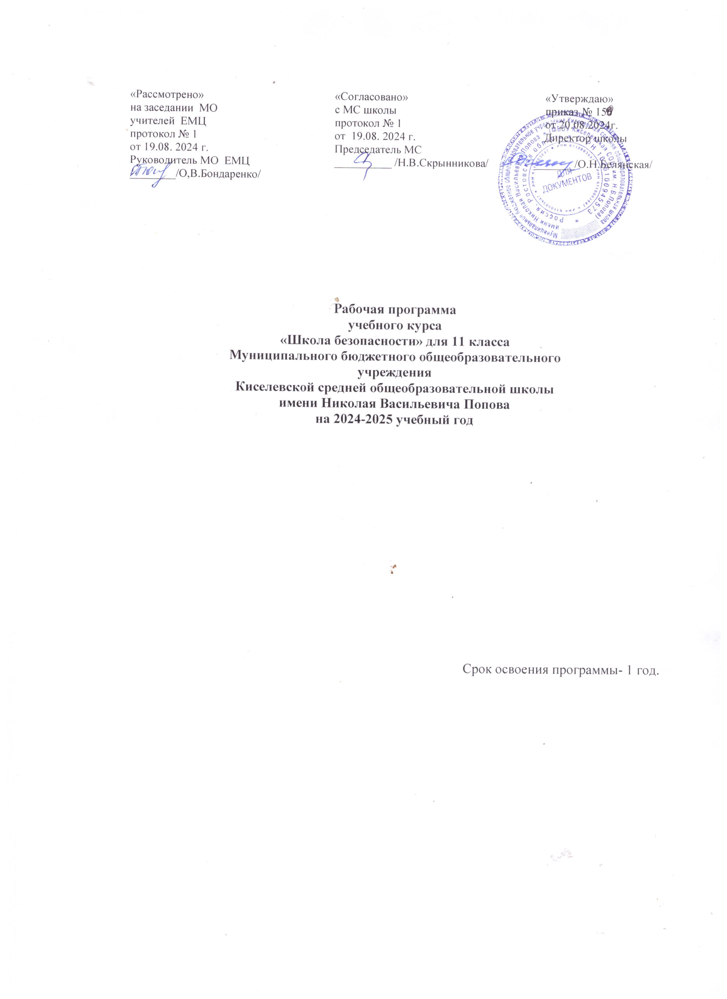 «Рассмотрено»
на заседании МО
учителей ЕМЦ
протокол № 1
от 19.08. 2024 г.
Руководитель МО ЕМЦ
________/О,В.Бондаренко/
«Согласовано»
с МС школы
протокол № 1
от 19.08. 2024 г.
Председатель МС
__________ /Н.В.Скрынникова/
«Утверждаю»
приказ №
от 20.08.2024г.
Директор школы
________/О.Н.Белянская/
ДЛЯ
ДОКУМЕНТОВ
Рабочая программа
учебного курса
«Школа безопасности» для 11 класса
Муниципального бюджетного общеобразовательного
учреждения
Киселевской средней общеобразовательной школы
имени Николая Васильевича Попова
на 2024-2025 учебный год
Срок освоения программы- 1 год.